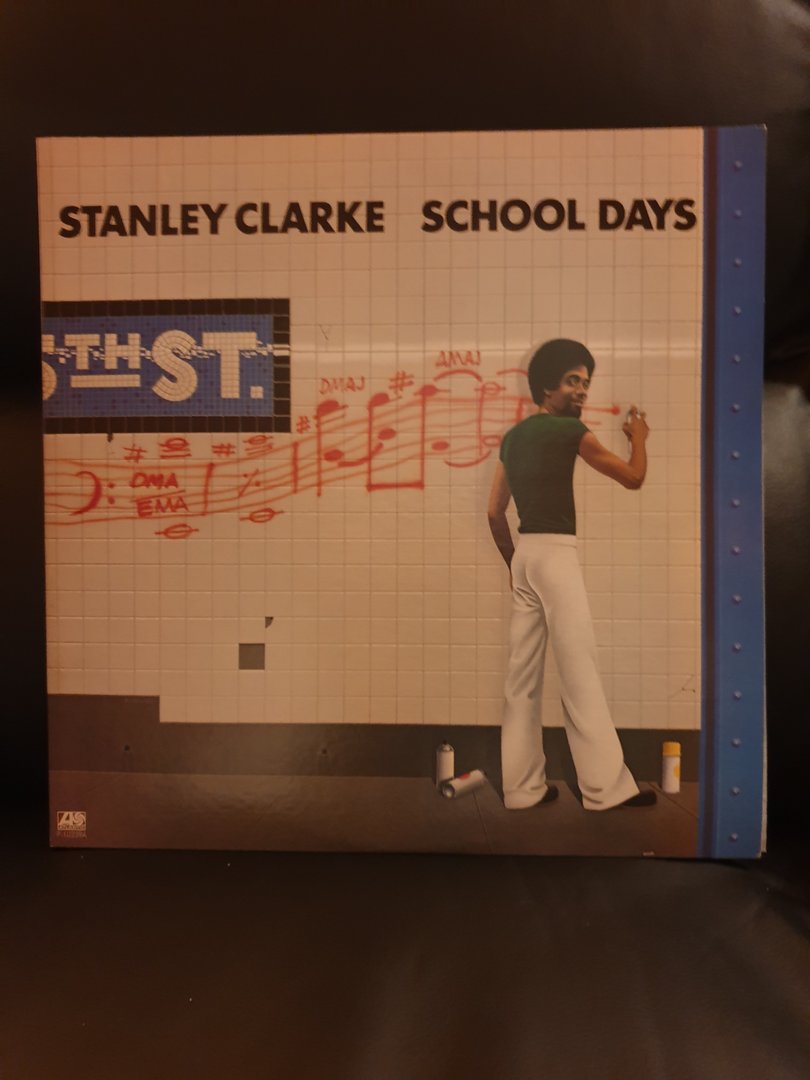 STANLEY CLARKE SCHOOL DAYS
TH ST.
DMAJ
AMAJ
DMA
EMA